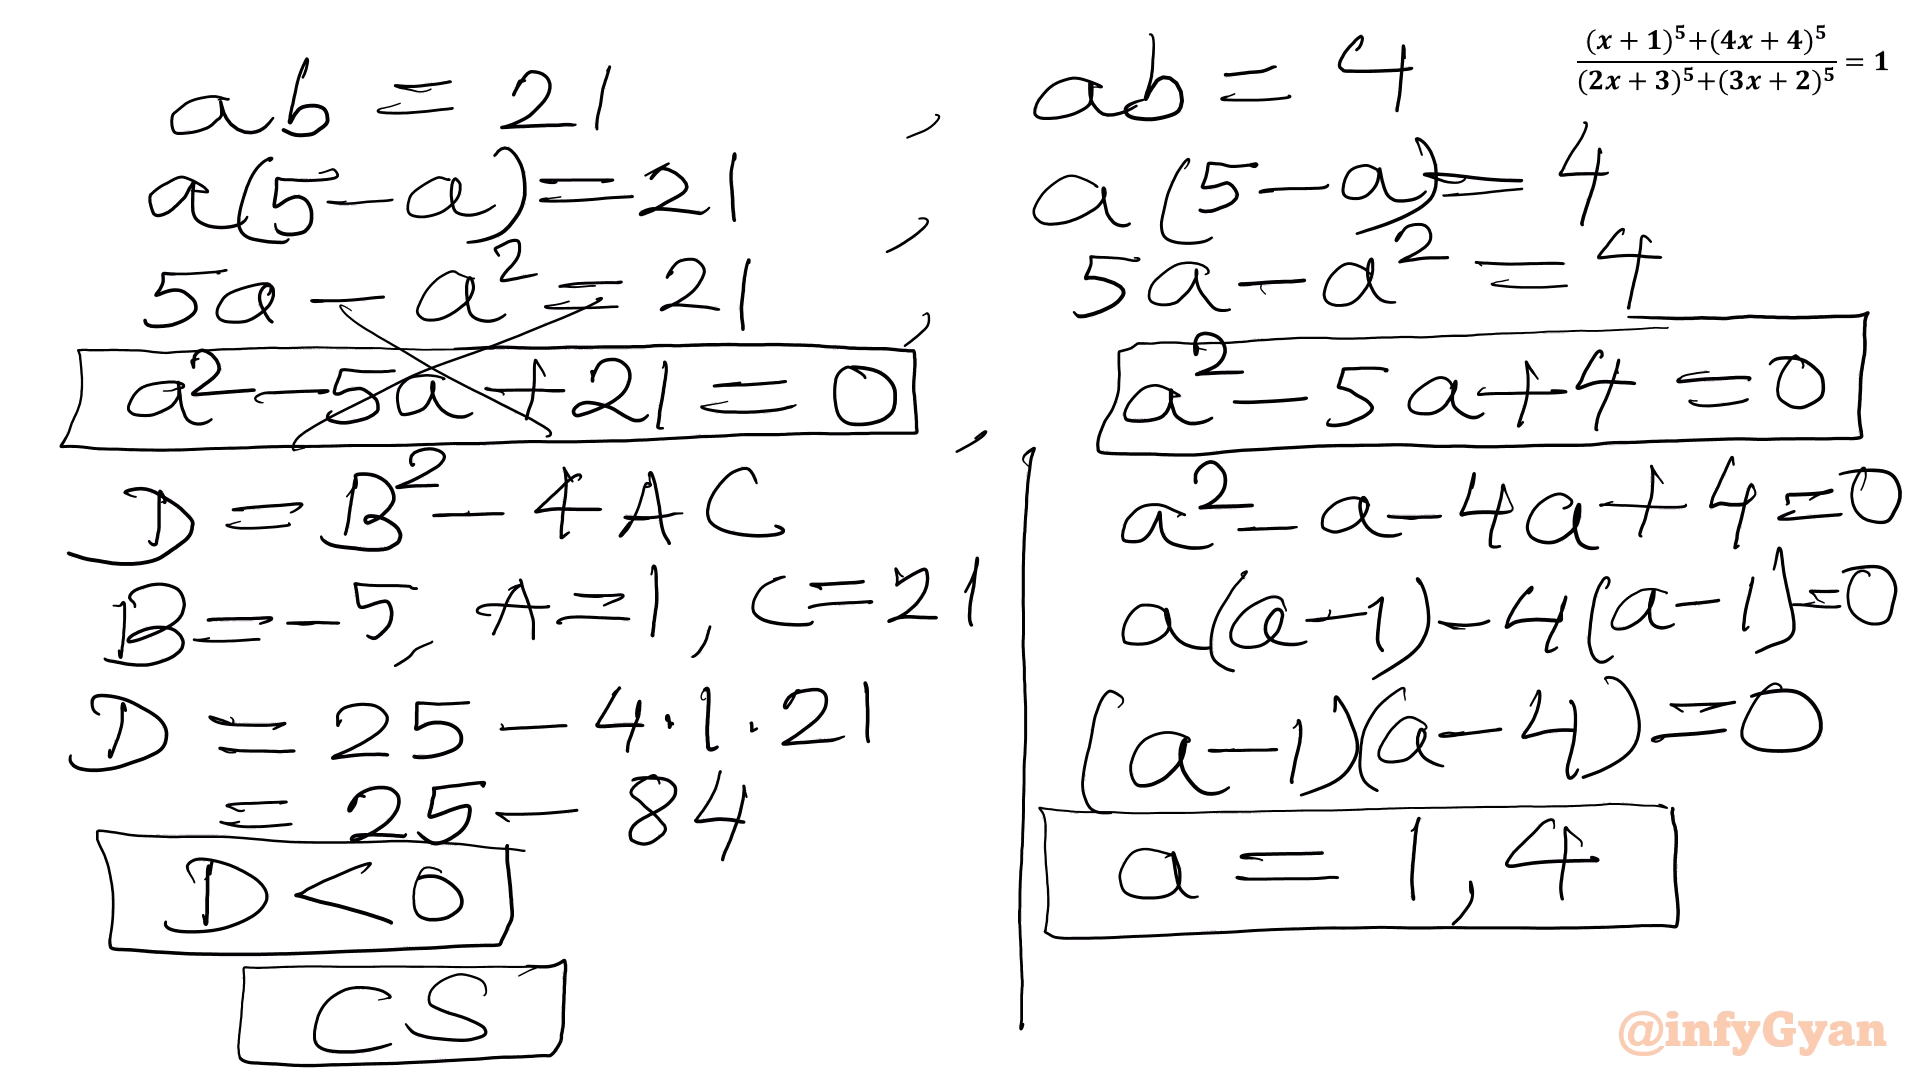 ab = 21
a(5-a) = 21
5a - a² = 21
a² - 5a + 21 = 0
D = B² - 4AC
B = -5, A = 1, C = 21
D = 25 - 4·1·21
= 25 - 84
D < 0
CS
, ab = 4
, a(5-a) = 4
, 5a - a² = 4
, a² - 5a + 4 = 0
a² - a - 4a + 4 = 0
a(a-1) - 4(a-1) = 0
(a-1)(a-4) = 0
a = 1, 4
(x + 1)⁵+(4x + 4)⁵
(2x + 3)⁵+(3x + 2)⁵ = 1
@infyGyan